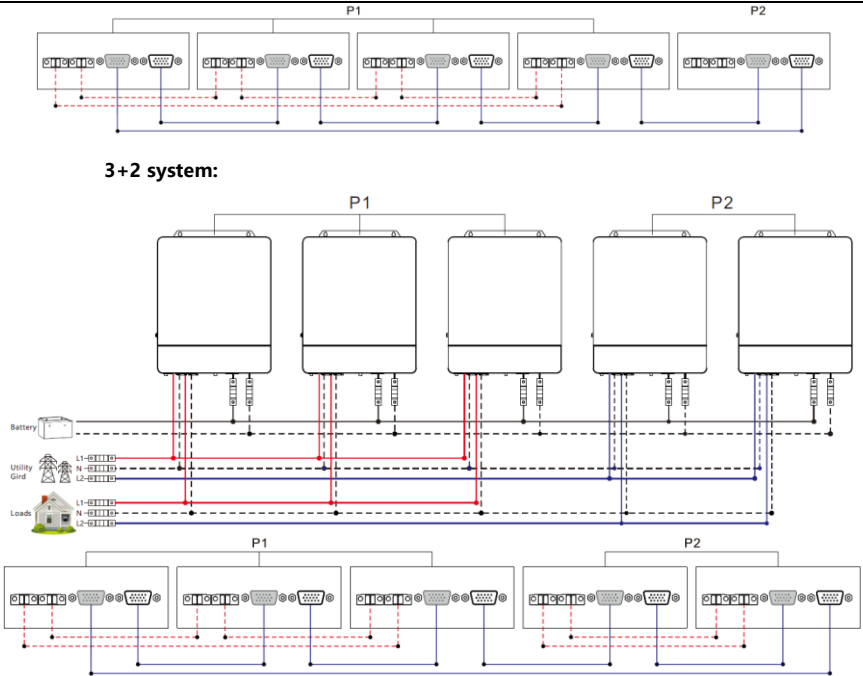 P1 P2
3+2 system:
P1 P2
Battery
L1
Utility N
Gird L2
L1
Loads N
L2
P1 P2